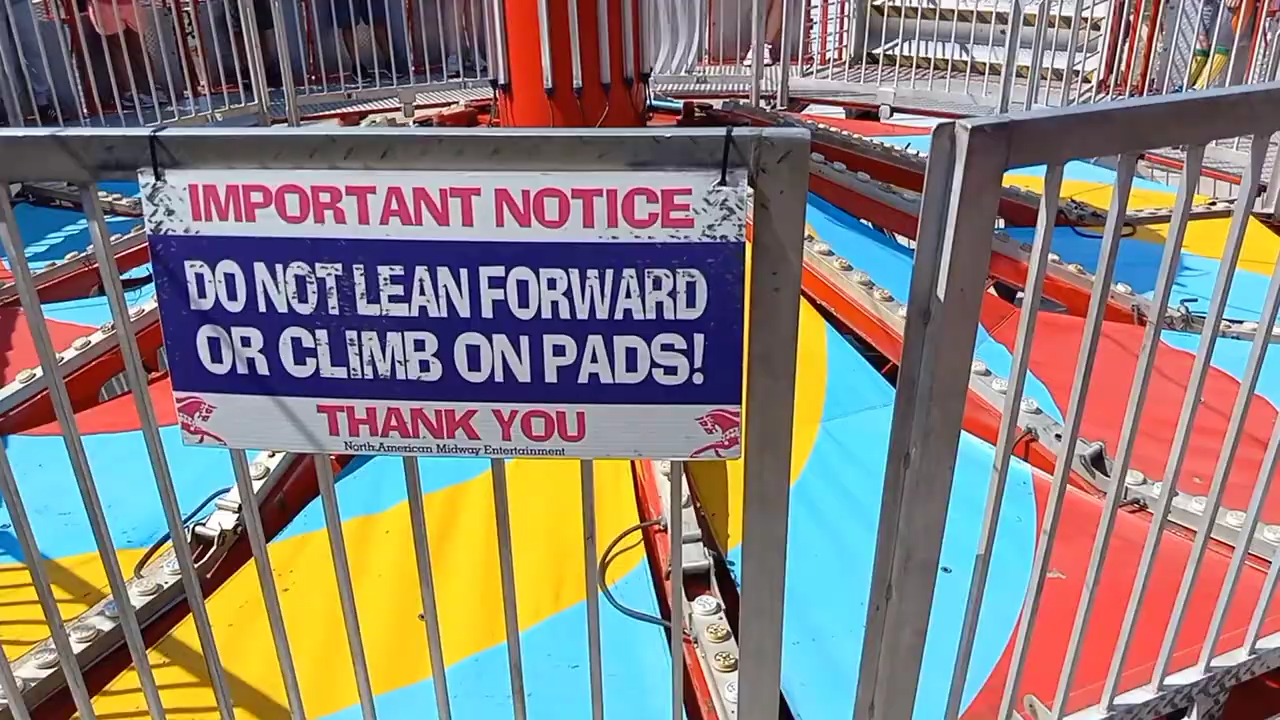 IMPORTANT NOTICE
DO NOT LEAN FORWARD
OR CLIMB ON PADS!
THANK YOU
North American Midway Entertainment